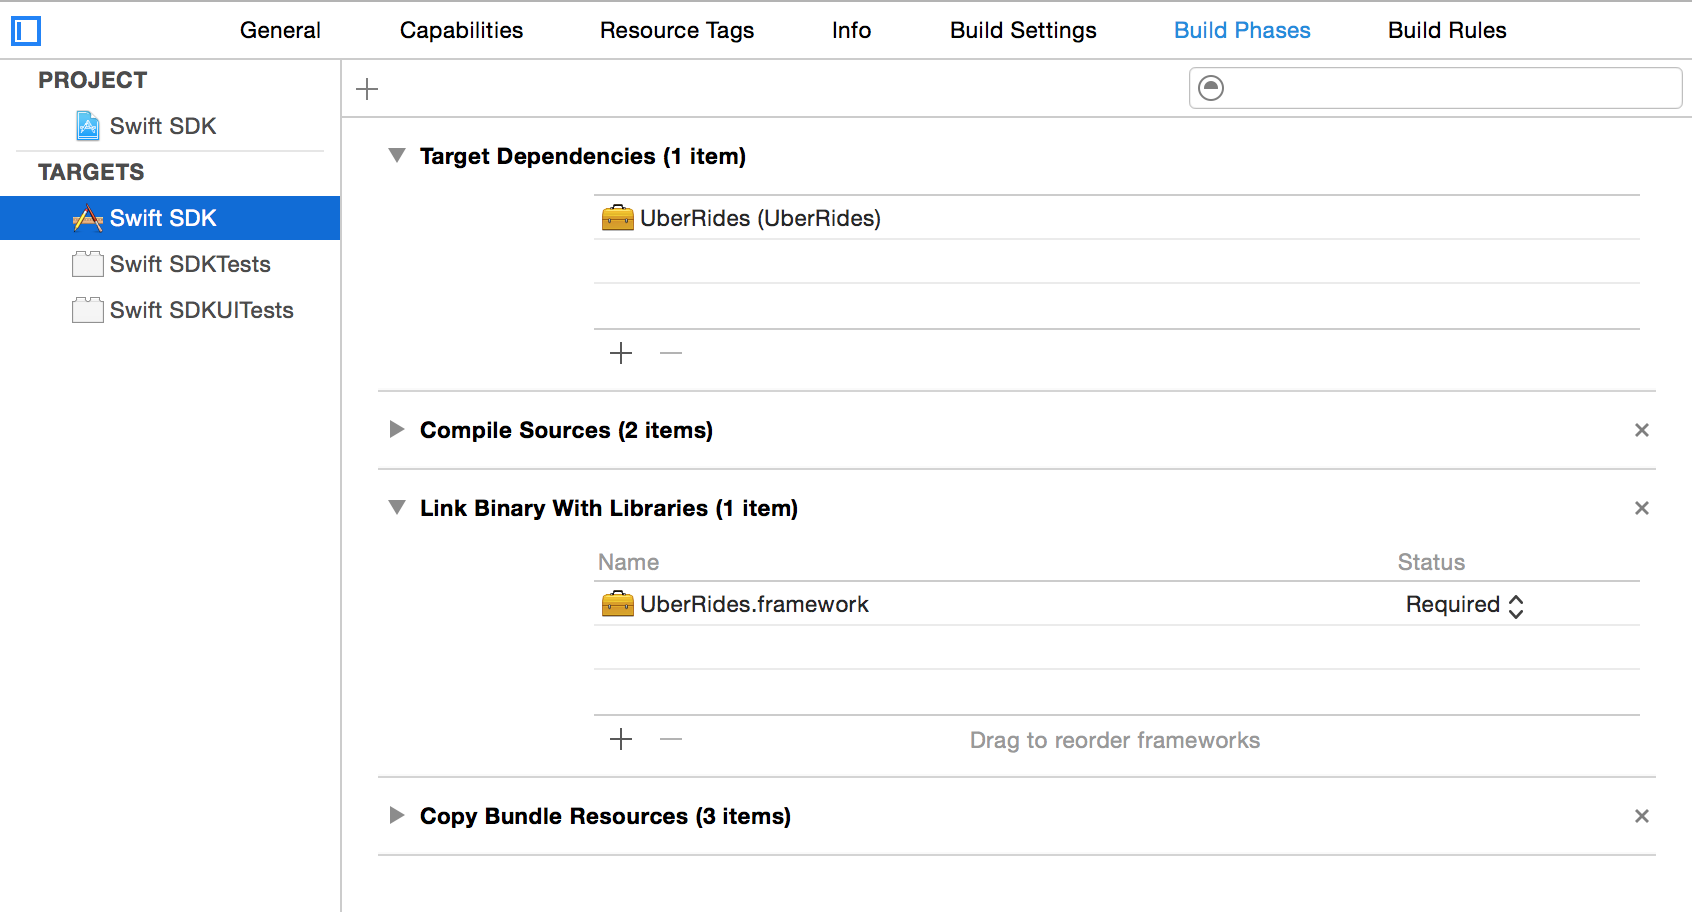 General Capabilities Resource Tags Info Build Settings Build Phases Build Rules
PROJECT
Swift SDK
TARGETS
Swift SDK
Swift SDKTests
Swift SDKUITests
Target Dependencies (1 item)
UberRides (UberRides)
Compile Sources (2 items)
Link Binary With Libraries (1 item)
Name Status
UberRides.framework Required
Drag to reorder frameworks
Copy Bundle Resources (3 items)